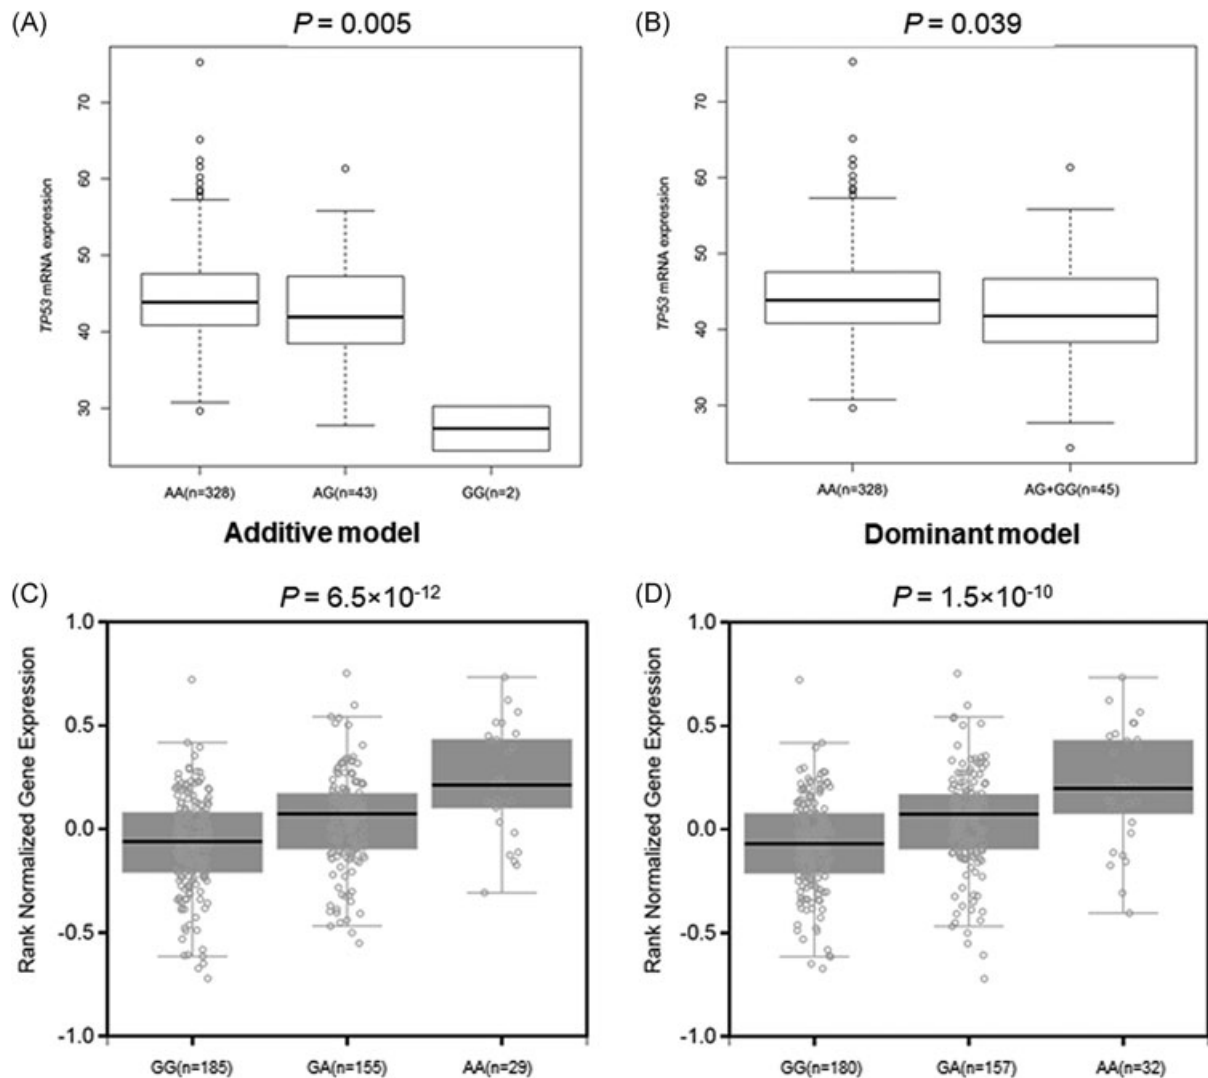 (A)
P = 0.005
TP53 mRNA expression
70
60
50
40
30
AA(n=328)
AG(n=43)
GG(n=2)
Additive model
(B)
P = 0.039
TP53 mRNA expression
70
60
50
40
30
AA(n=328)
AG+GG(n=45)
Dominant model
(C)
P = 6.5×10-12
Rank Normalized Gene Expression
1.0
0.5
0.0
-0.5
-1.0
GG(n=185)
GA(n=155)
AA(n=29)
(D)
P = 1.5×10-10
Rank Normalized Gene Expression
1.0
0.5
0.0
-0.5
-1.0
GG(n=180)
GA(n=157)
AA(n=32)